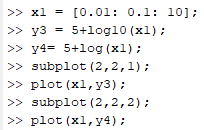 >> x1 = [0.01: 0.1: 10];
>> y3 = 5+log10(x1);
>> y4= 5+log(x1);
>> subplot(2,2,1);
>> plot(x1,y3);
>> subplot(2,2,2);
>> plot(x1,y4);